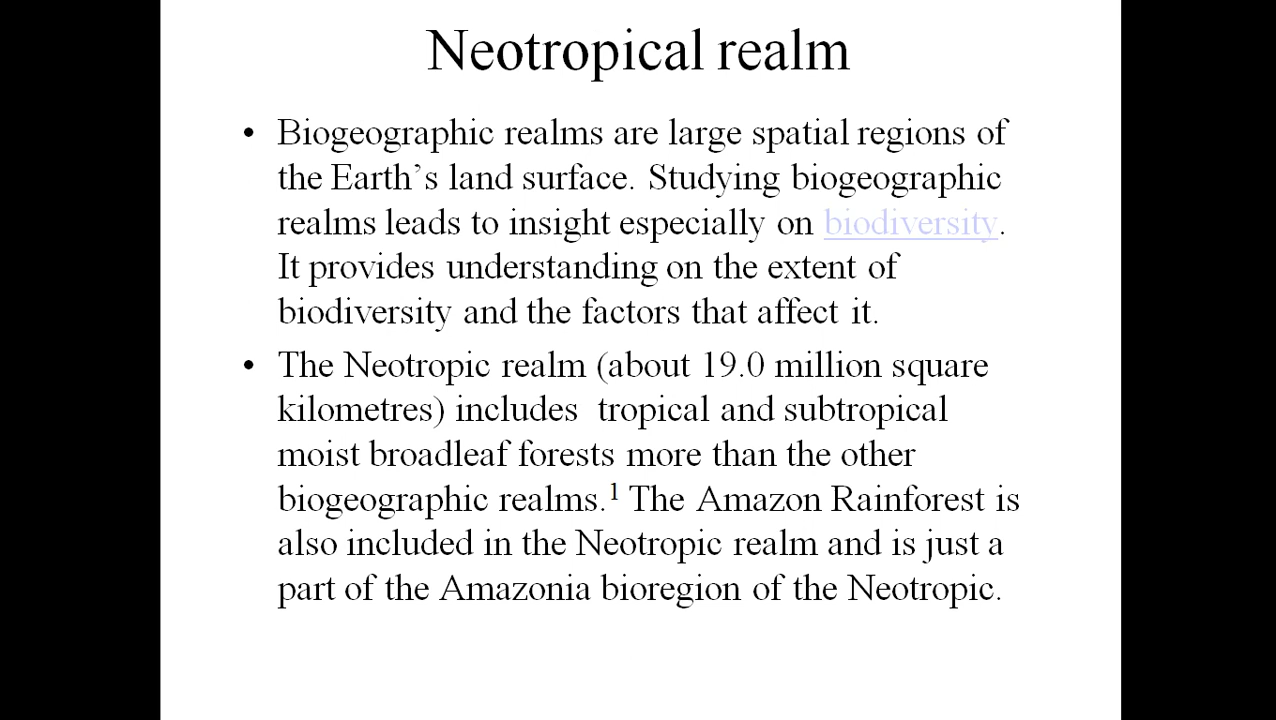 Neotropical realm
• Biogeographic realms are large spatial regions of
the Earth’s land surface. Studying biogeographic
realms leads to insight especially on biodiversity.
It provides understanding on the extent of
biodiversity and the factors that affect it.
• The Neotropic realm (about 19.0 million square
kilometres) includes  tropical and subtropical
moist broadleaf forests more than the other
biogeographic realms.¹ The Amazon Rainforest is
also included in the Neotropic realm and is just a
part of the Amazonia bioregion of the Neotropic.